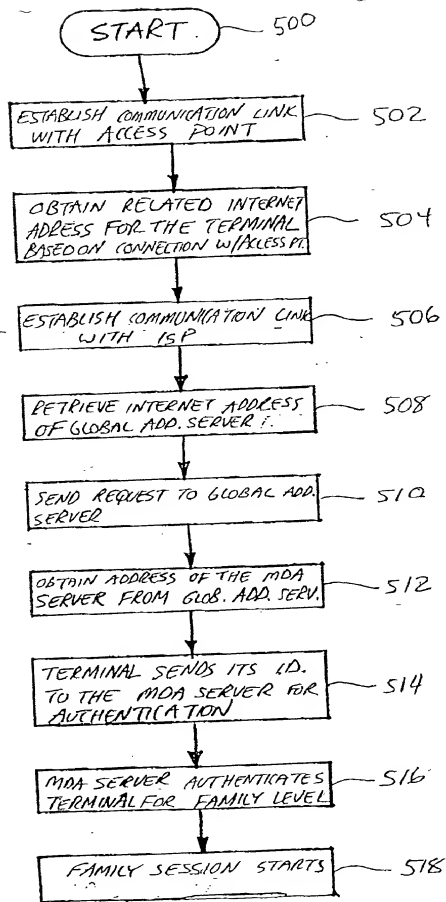 START.
500
ESTABLISH COMMUNICATION LINK
WITH ACCESS POINT
502
OBTAIN RELATED INTERNET
ADRESS FOR THE TERMINAL
BASED ON CONNECTION W/ACCESS PT.
504
ESTABLISH COMMUNICATION LINK
WITH ISP
506
RETRIEVE INTERNET ADDRESS
OF GLOBAL ADD. SERVER
508
SEND REQUEST TO GLOBAL ADD.
SERVER
510
OBTAIN ADDRESS OF THE MDA
SERVER FROM GLOB. ADD. SERV.
512
TERMINAL SENDS ITS I.D.
TO THE MDA SERVER FOR
AUTHENTICATION
514
MDA SERVER AUTHENTICATES
TERMINAL FOR FAMILY LEVEL
516
FAMILY SESSION STARTS
518